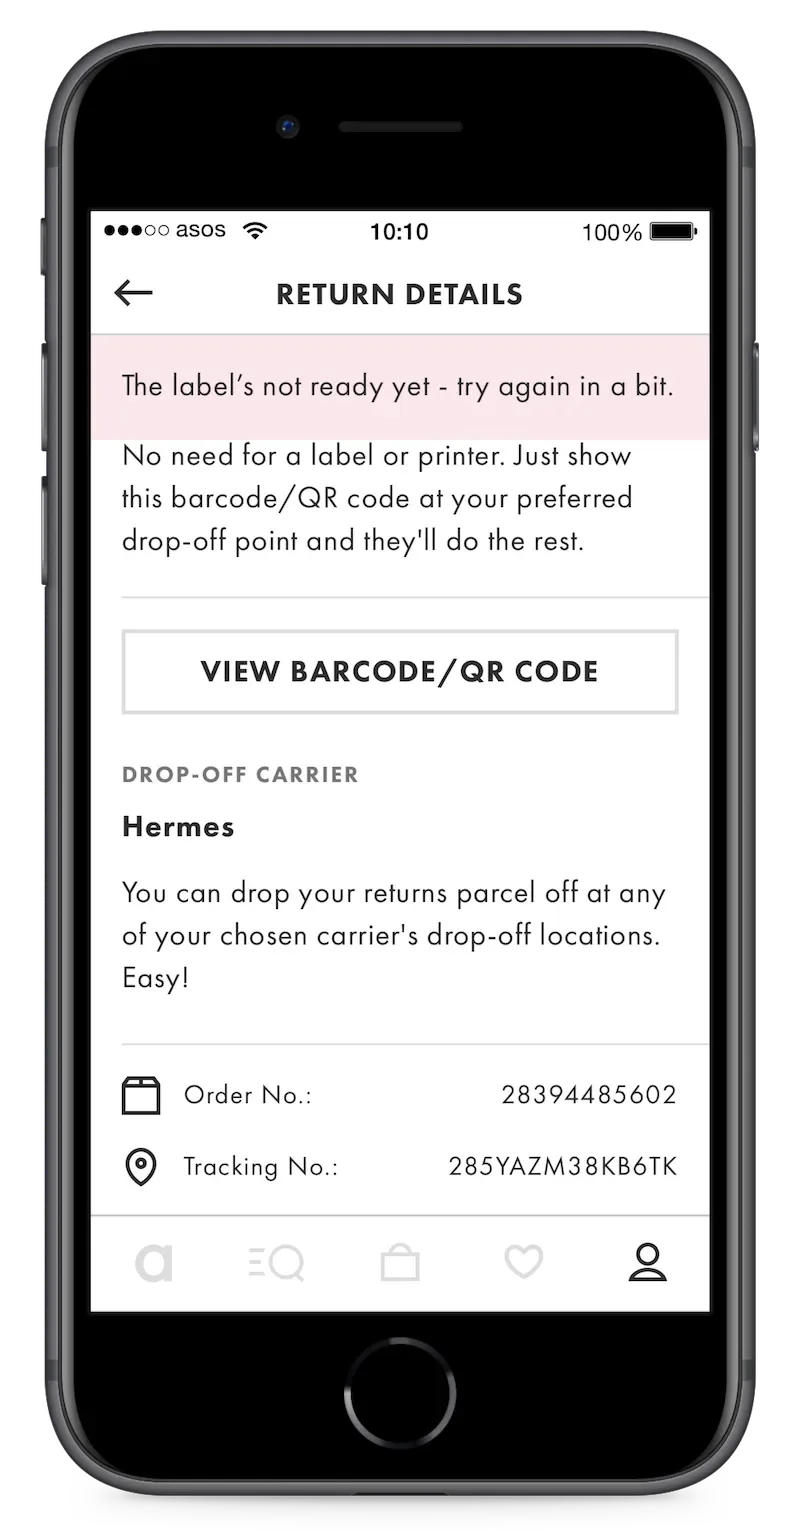 asos 10:10 100%
RETURN DETAILS
The label’s not ready yet - try again in a bit.
No need for a label or printer. Just show
this barcode/QR code at your preferred
drop-off point and they'll do the rest.
VIEW BARCODE/QR CODE
DROP-OFF CARRIER
Hermes
You can drop your returns parcel off at any
of your chosen carrier's drop-off locations.
Easy!
Order No.: 28394485602
Tracking No.: 285YAZM38KB6TK
a